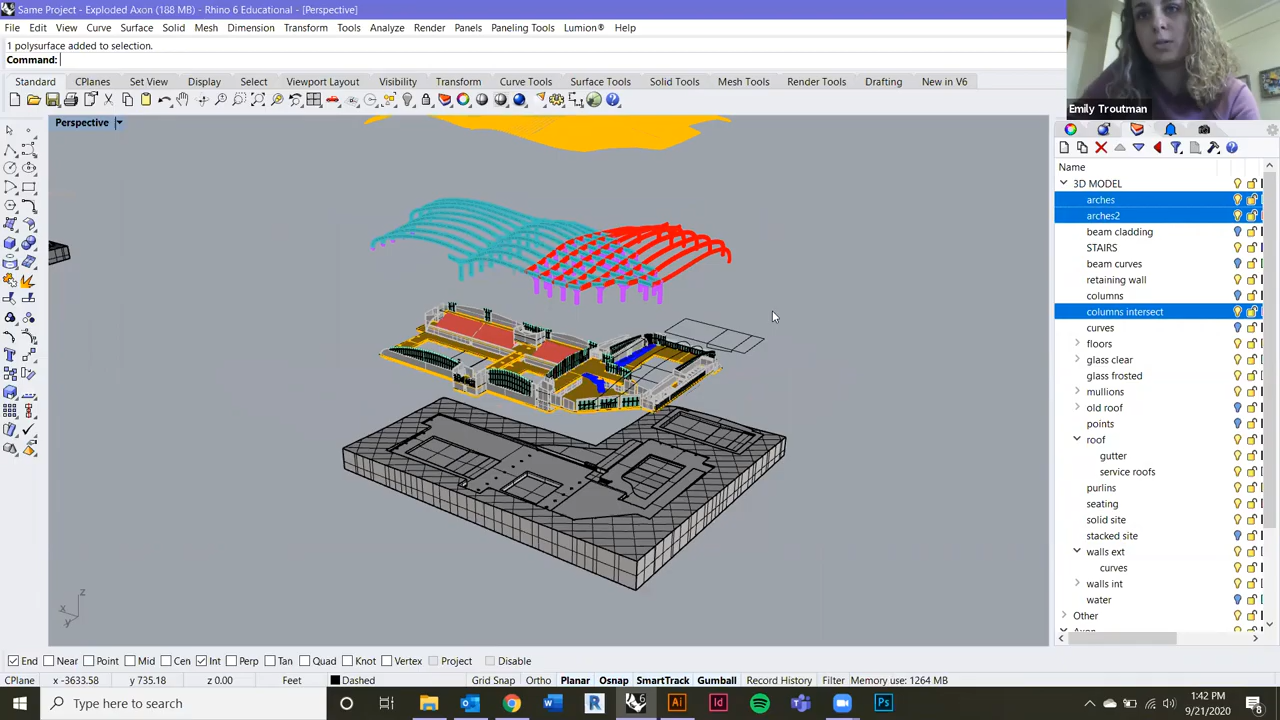 Same Project - Exploded Axon (188 MB) - Rhino 6 Educational - [Perspective]
File Edit View Curve Surface Solid Mesh Dimension Transform Tools Analyze Render Panels Paneling Tools Lumion® Help
1 polysurface added to selection.
Command:
Standard CPlanes Set View Display Select Viewport Layout Visibility Transform Curve Tools Surface Tools Solid Tools Mesh Tools Render Tools Drafting New in V6
Emily Troutman
Perspective
Name
3D MODEL
arches
arches2
beam cladding
STAIRS
beam curves
retaining wall
columns
columns intersect
curves
floors
glass clear
glass frosted
mullions
old roof
points
roof
gutter
service roofs
purlins
seating
solid site
stacked site
walls ext
curves
walls int
water
Other
z
x
y
End Near Point Mid Cen Int Perp Tan Quad Knot Vertex Project Disable
CPlane x -3633.58 y 735.18 z 0.00 Feet Dashed Grid Snap Ortho Planar Osnap SmartTrack Gumball Record History Filter Memory use: 1264 MB
Type here to search
1:42 PM
9/21/2020